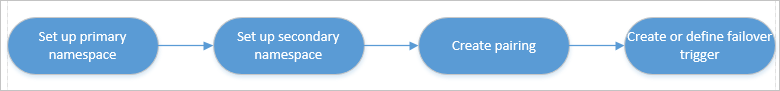 Set up primary
namespace
Set up secondary
namespace
Create pairing
Create or define failover
trigger